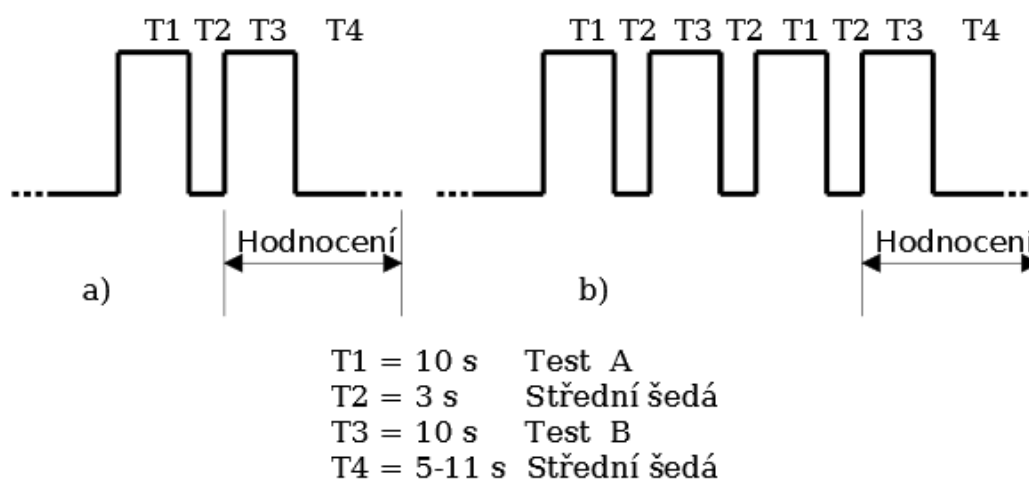 T1 T2 T3 T4
T1 T2 T3 T2 T1 T2 T3 T4
Hodnocení
Hodnocení
a)
b)
T1 = 10 s Test A
T2 = 3 s Střední šedá
T3 = 10 s Test B
T4 = 5-11 s Střední šedá